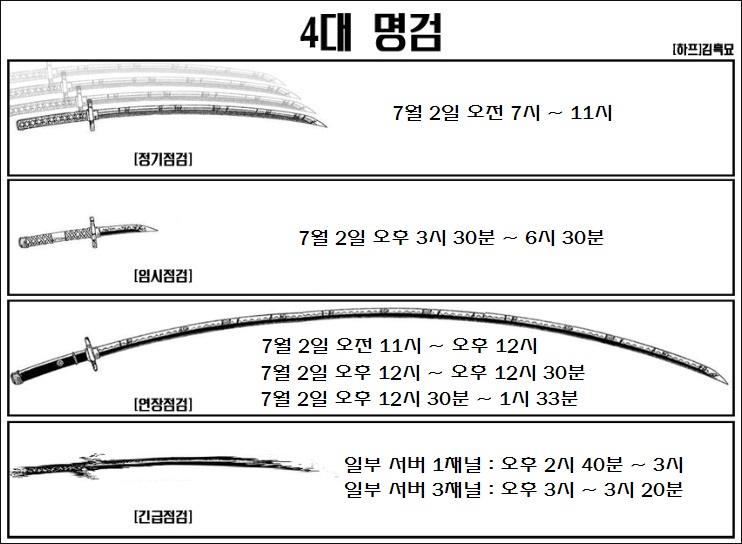 4대 명검
[하프]김흑묘
7월 2일 오전 7시 ~ 11시
[정기점검]
7월 2일 오후 3시 30분 ~ 6시 30분
[임시점검]
7월 2일 오전 11시 ~ 오후 12시
7월 2일 오후 12시 ~ 오후 12시 30분
7월 2일 오후 12시 30분 ~ 1시 33분
[연장점검]
일부 서버 1채널 : 오후 2시 40분 ~ 3시
일부 서버 3채널 : 오후 3시 ~ 3시 20분
[긴급점검]